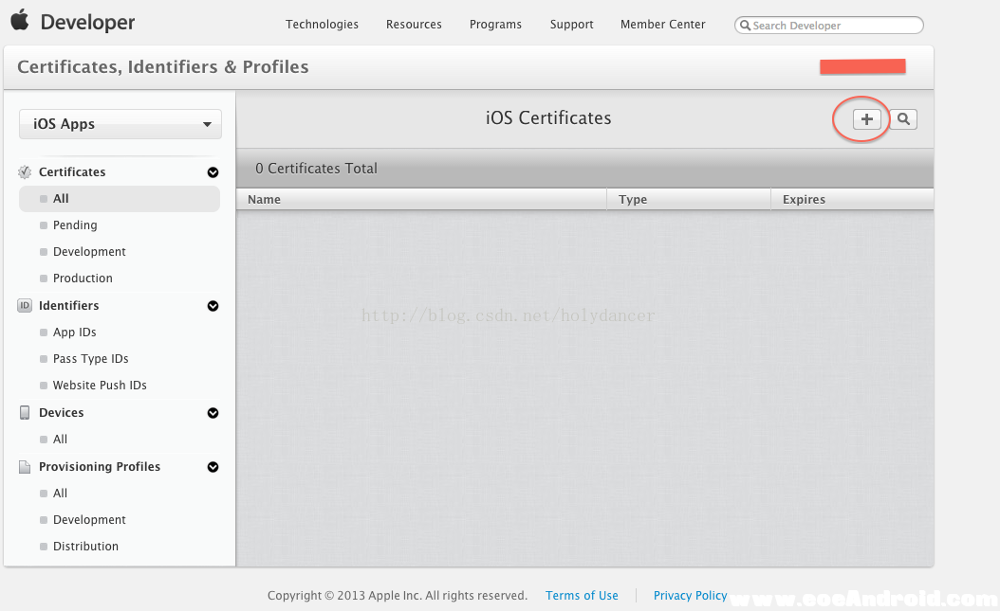 Developer
Technologies Resources Programs Support Member Center Search Developer
Certificates, Identifiers & Profiles
iOS Apps
Certificates
All
Pending
Development
Production
ID Identifiers
App IDs
Pass Type IDs
Website Push IDs
Devices
All
Provisioning Profiles
All
Development
Distribution
iOS Certificates
0 Certificates Total
Name Type Expires
http://blog.csdn.net/holydancer
Copyright © 2013 Apple Inc. All rights reserved. Terms of Use Privacy Policy
www.eoeAndroid.com